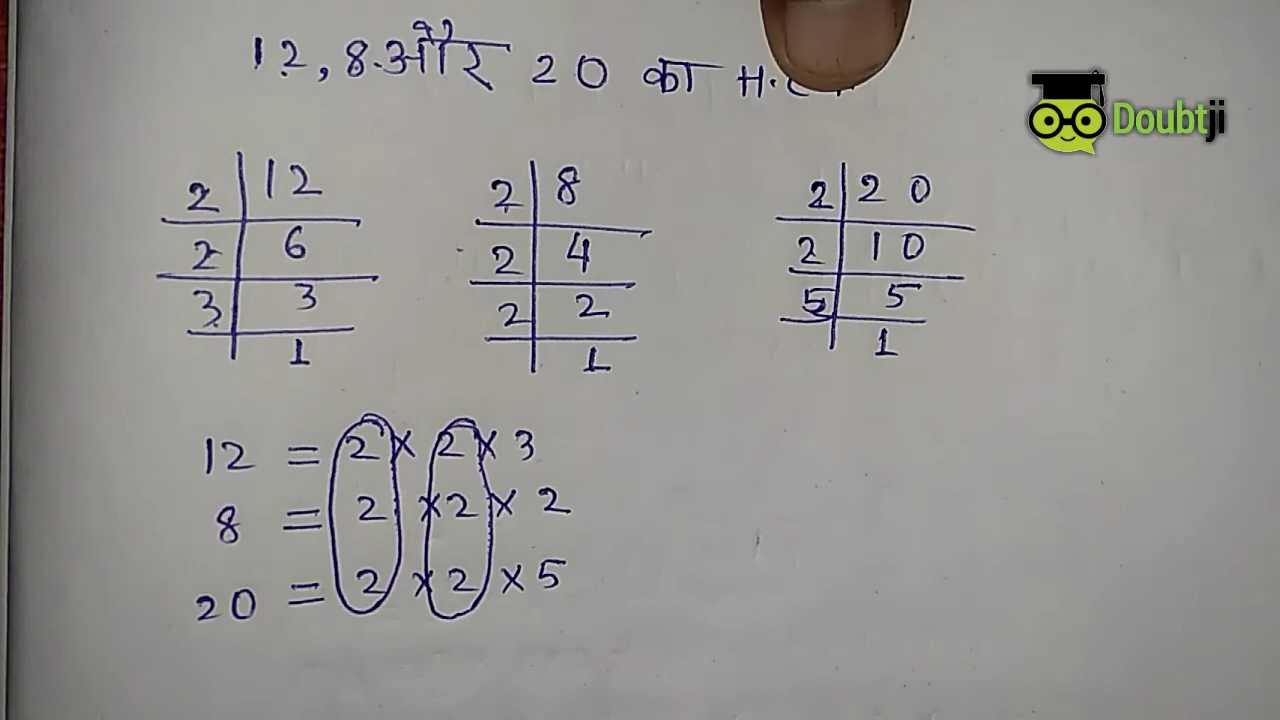 12, 8 और 20 का H.
2 | 12 2 | 8 2 | 20
2 | 6 2 | 4 2 | 10
3 | 3 2 | 2 5 | 5
1 1 1
12 = 2 × 2 × 3
8 = 2 × 2 × 2
20 = 2 × 2 × 5
Doubtji